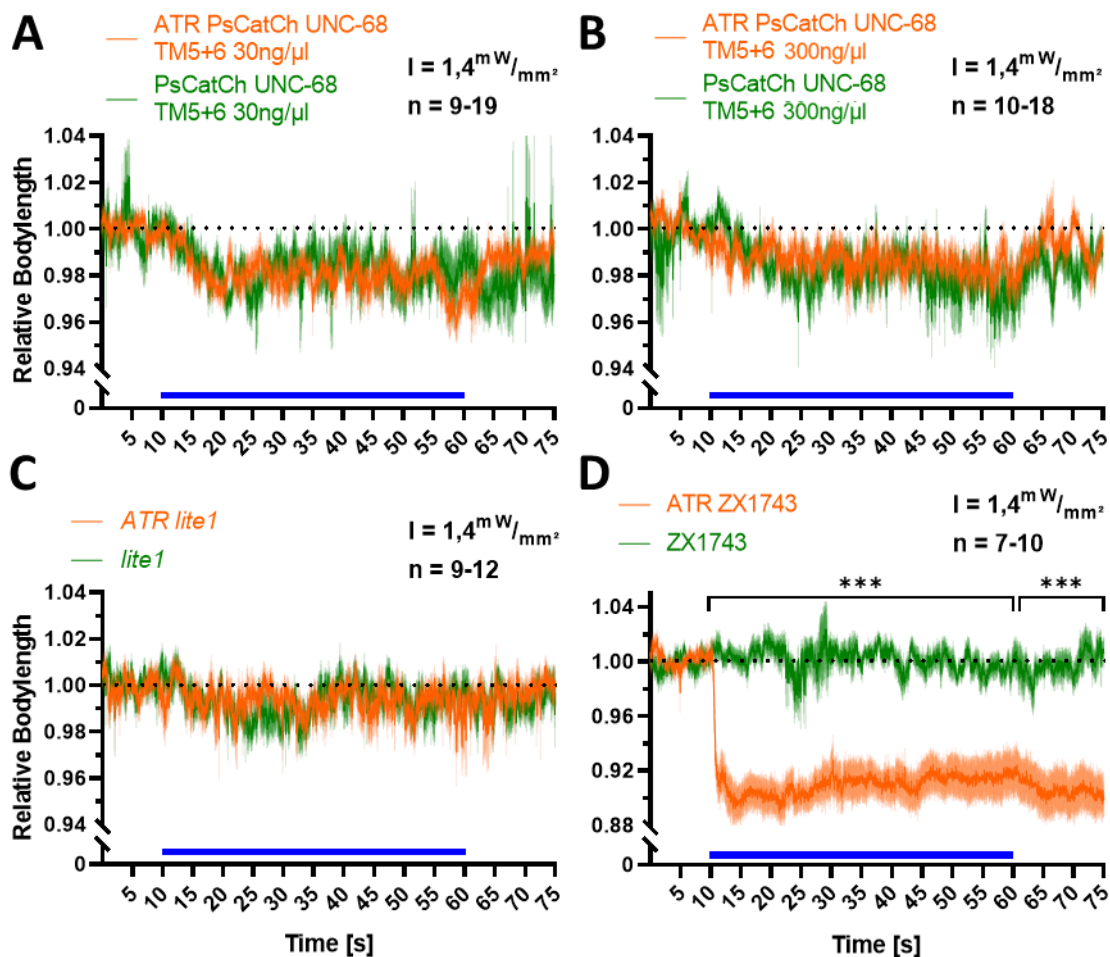 A
ATR PsCatCh UNC-68
TM5+6 30ng/µl
PsCatCh UNC-68
TM5+6 30ng/µl
I = 1,4 mW/mm²
n = 9-19
Relative Bodylength
1.04
1.02
1.00
0.98
0.96
0.94
0
5 10 15 20 25 30 35 40 45 50 55 60 65 70 75
B
ATR PsCatCh UNC-68
TM5+6 300ng/µl
PsCatCh UNC-68
TM5+6 300ng/µl
I = 1,4 mW/mm²
n = 10-18
1.04
1.02
1.00
0.98
0.96
0.94
0
5 10 15 20 25 30 35 40 45 50 55 60 65 70 75
C
ATR lite1
lite1
I = 1,4 mW/mm²
n = 9-12
Relative Bodylength
1.04
1.02
1.00
0.98
0.96
0.94
0
5 10 15 20 25 30 35 40 45 50 55 60 65 70 75
Time [s]
D
ATR ZX1743
ZX1743
I = 1,4 mW/mm²
n = 7-10
*** ***
1.04
1.00
0.96
0.92
0.88
0
5 10 15 20 25 30 35 40 45 50 55 60 65 70 75
Time [s]